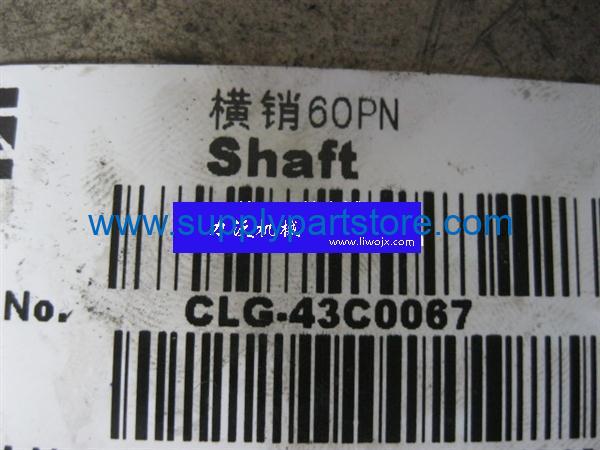 横销60PN
Shaft
www.supplypartstore.com
www.liwojx.com
No. CLG-43C0067